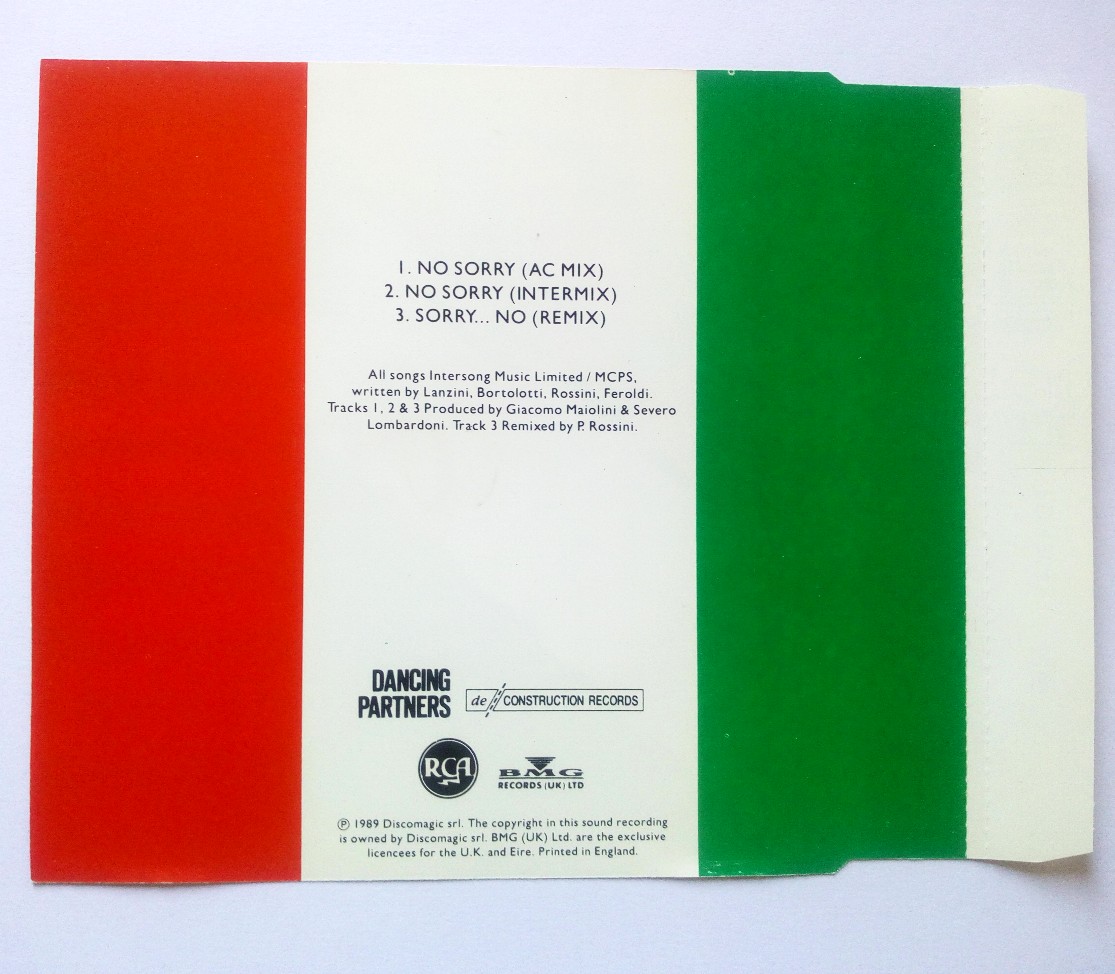 1. NO SORRY (AC MIX)
2. NO SORRY (INTERMIX)
3. SORRY... NO (REMIX)
All songs Intersong Music Limited / MCPS,
written by Lanzini, Bortolotti, Rossini, Feroldi.
Tracks 1, 2 & 3 Produced by Giacomo Maiolini & Severo
Lombardoni. Track 3 Remixed by P. Rossini.
DANCING
PARTNERS
de//CONSTRUCTION RECORDS
RCA
BMG
RECORDS (UK) LTD
℗ 1989 Discomagic srl. The copyright in this sound recording
is owned by Discomagic srl. BMG (UK) Ltd. are the exclusive
licencees for the U.K. and Eire. Printed in England.